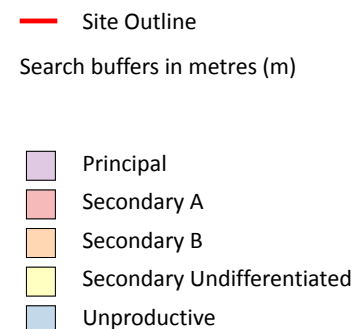 Site Outline
Search buffers in metres (m)
Principal
Secondary A
Secondary B
Secondary Undifferentiated
Unproductive